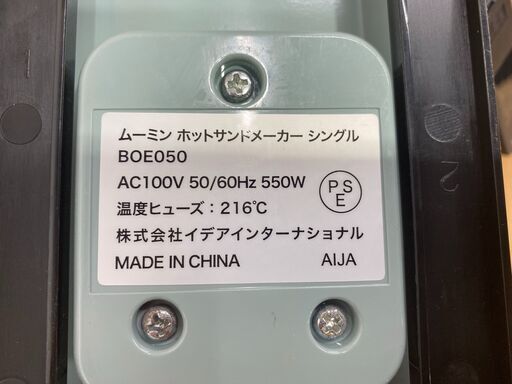 ムーミン ホットサンドメーカー シングル
BOE050
AC100V 50/60Hz 550W
PSE
温度ヒューズ：216℃
株式会社イデアインターナショナル
MADE IN CHINA AIJA
2